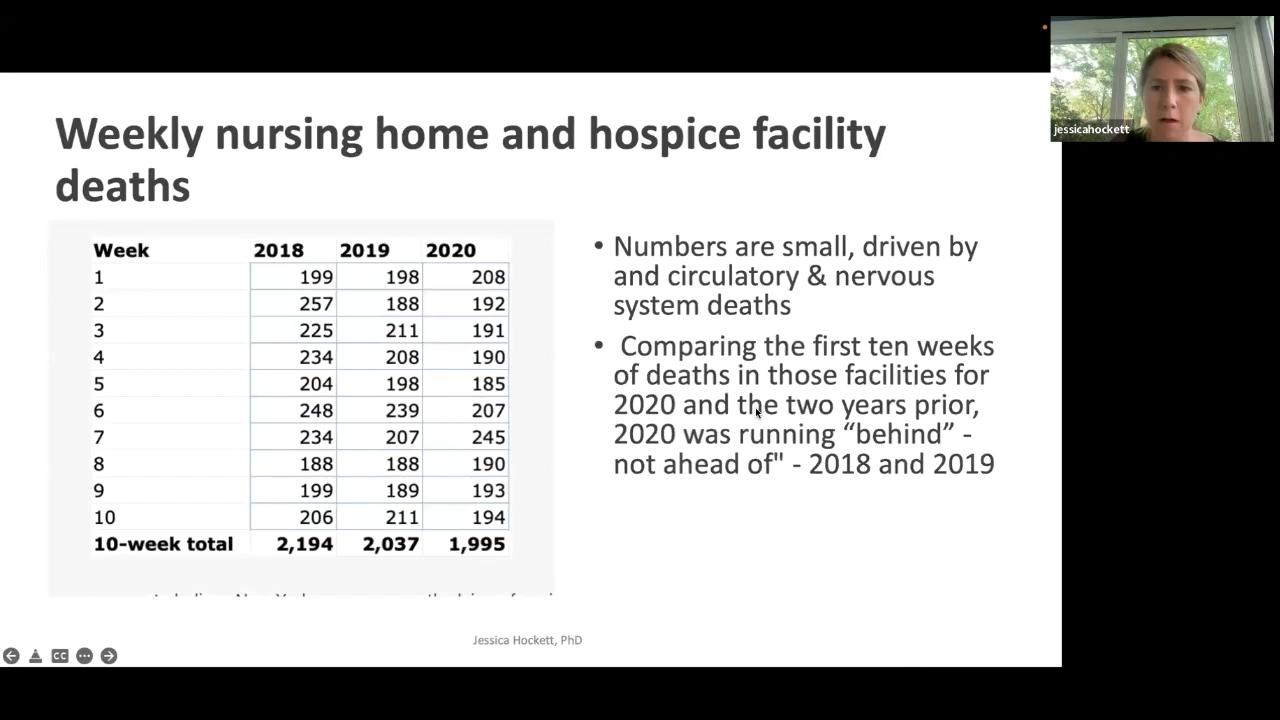 jessicahockett
Weekly nursing home and hospice facility
deaths
Week 2018 2019 2020
1 199 198 208
2 257 188 192
3 225 211 191
4 234 208 190
5 204 198 185
6 248 239 207
7 234 207 245
8 188 188 190
9 199 189 193
10 206 211 194
10-week total 2,194 2,037 1,995
• Numbers are small, driven by
and circulatory & nervous
system deaths
• Comparing the first ten weeks
of deaths in those facilities for
2020 and the two years prior,
2020 was running “behind” -
not ahead of" - 2018 and 2019
Jessica Hockett, PhD
CC